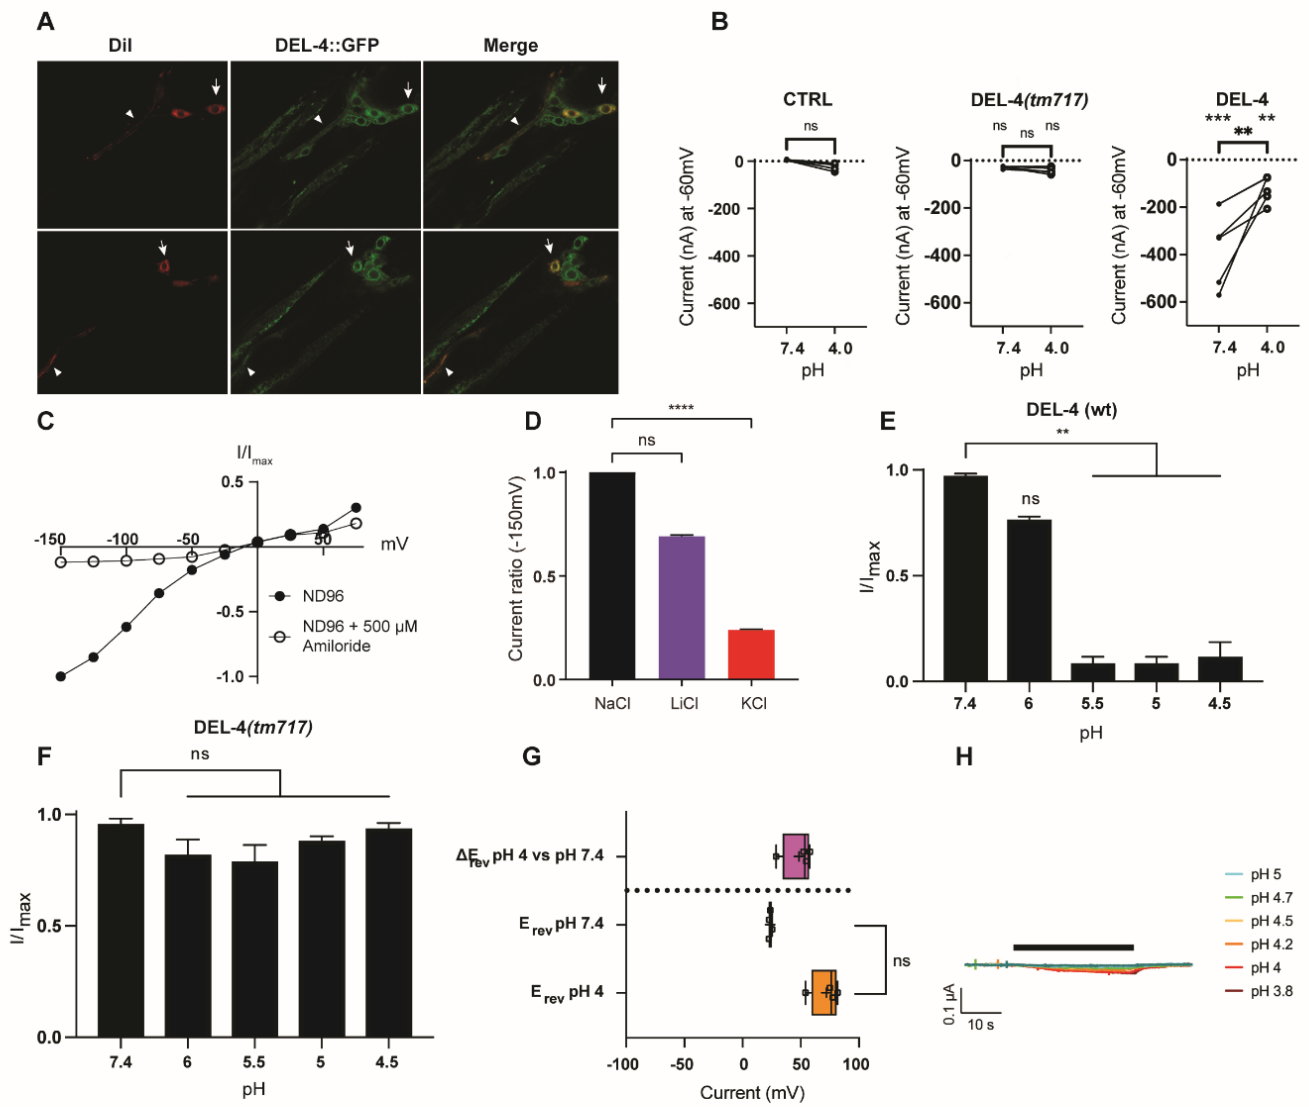 A
Dil
DEL-4::GFP
Merge
B
CTRL
ns
Current (nA) at -60mV
0
-200
-400
-600
7.4
4.0
pH
DEL-4(tm717)
ns
ns
ns
Current (nA) at -60mV
0
-200
-400
-600
7.4
4.0
pH
DEL-4
***
**
**
Current (nA) at -60mV
0
-200
-400
-600
7.4
4.0
pH
C
I/Imax
0.5
-150
-100
-50
50
mV
-0.5
-1.0
ND96
ND96 + 500 µM
Amiloride
D
****
ns
Current ratio (-150mV)
1.0
0.5
0.0
NaCl
LiCl
KCl
E
DEL-4 (wt)
**
ns
I/Imax
1.0
0.5
0.0
7.4
6
5.5
5
4.5
pH
F
DEL-4(tm717)
ns
I/Imax
1.0
0.5
0.0
7.4
6
5.5
5
4.5
pH
G
ΔErev pH 4 vs pH 7.4
Erev pH 7.4
Erev pH 4
ns
-100
-50
0
50
100
Current (mV)
H
0.1 µA
10 s
pH 5
pH 4.7
pH 4.5
pH 4.2
pH 4
pH 3.8